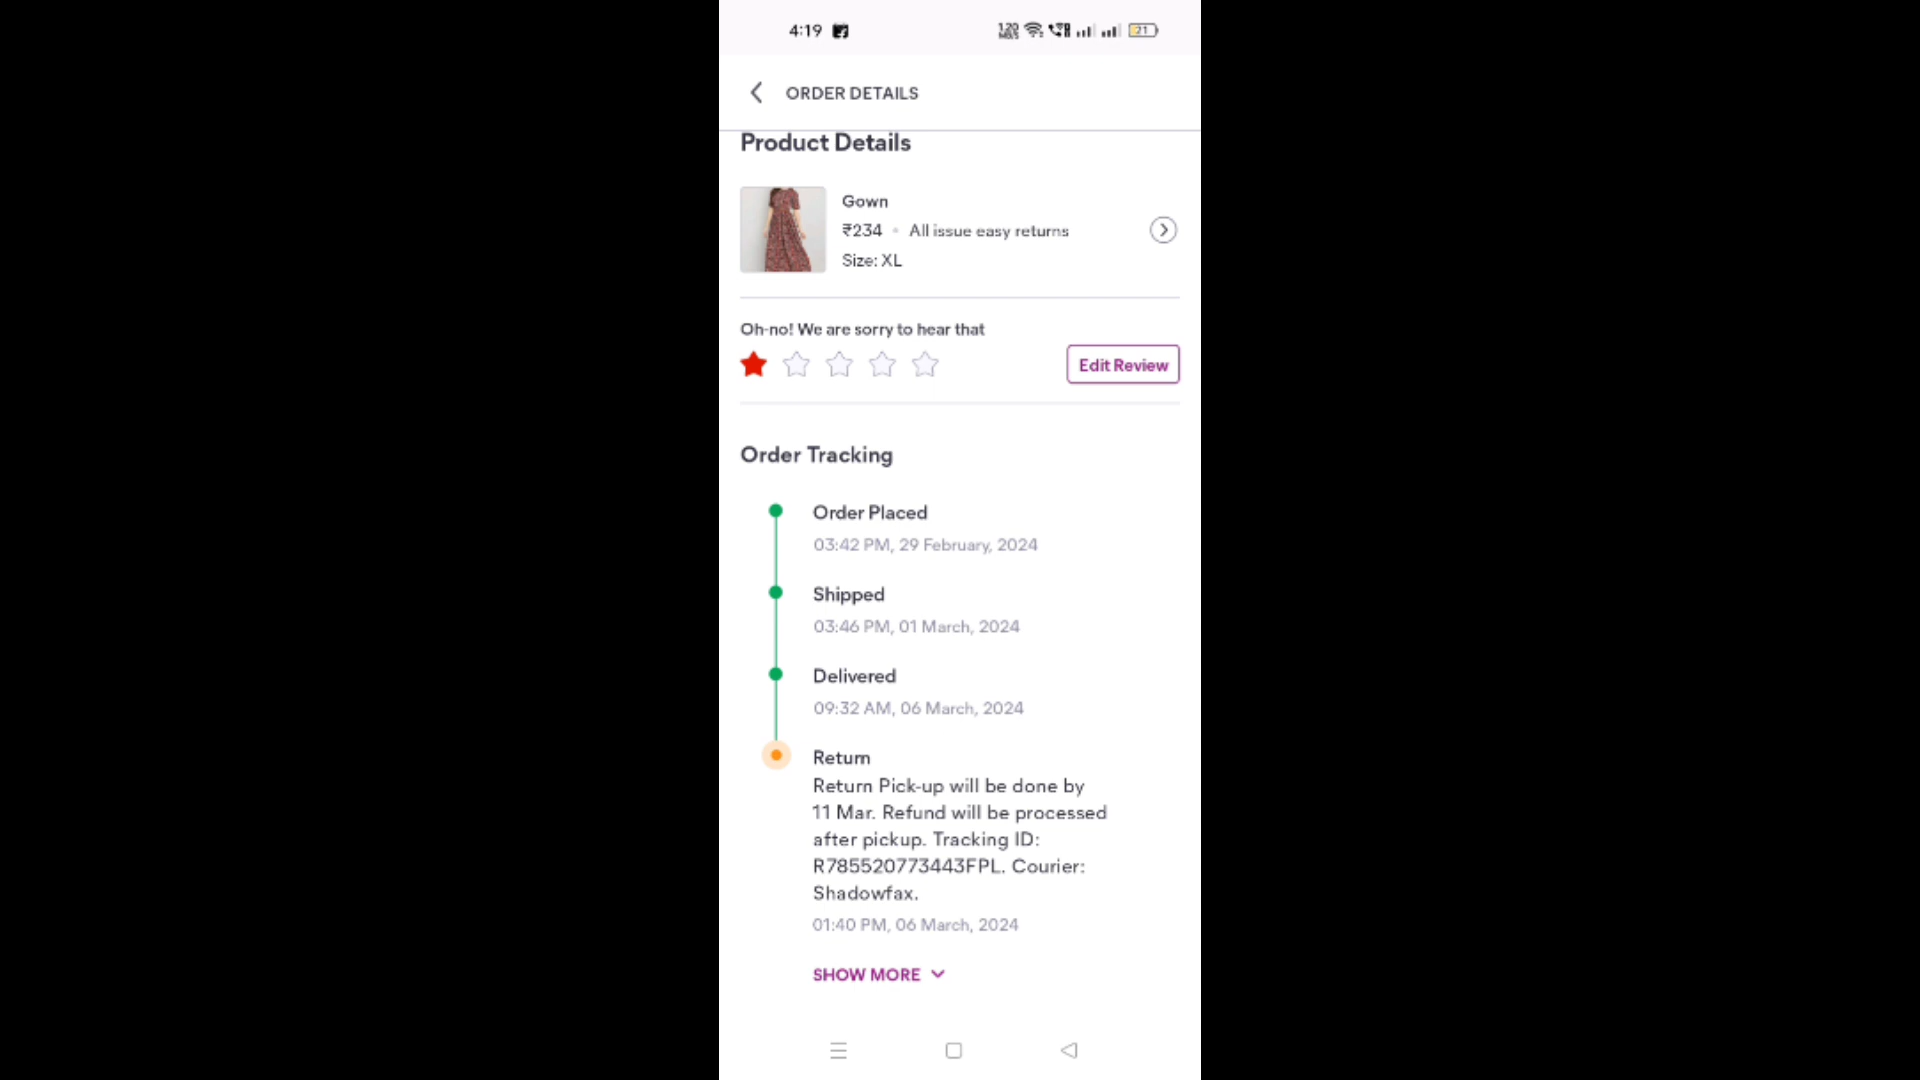 4:19
1.20 21
ORDER DETAILS
Product Details
Gown
₹234 • All issue easy returns
Size: XL
Oh-no! We are sorry to hear that
Edit Review
Order Tracking
Order Placed
03:42 PM, 29 February, 2024
Shipped
03:46 PM, 01 March, 2024
Delivered
09:32 AM, 06 March, 2024
Return
Return Pick-up will be done by
11 Mar. Refund will be processed
after pickup. Tracking ID:
R785520773443FPL. Courier:
Shadowfax.
01:40 PM, 06 March, 2024
SHOW MORE